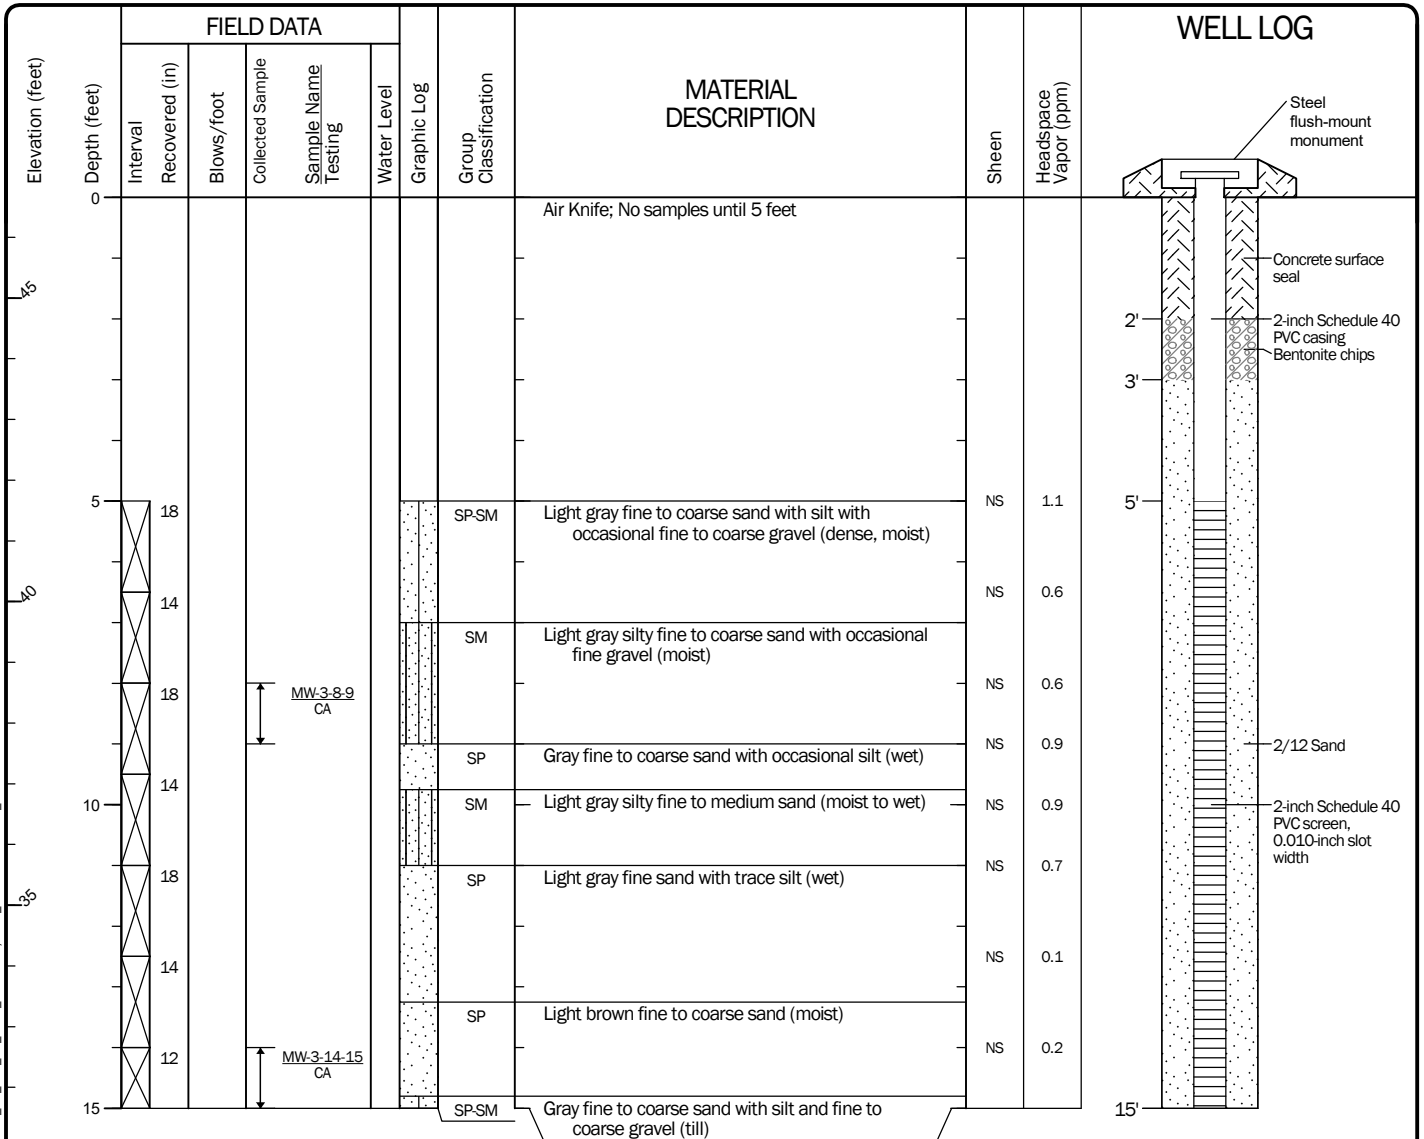 FIELD DATA
WELL LOG
Elevation (feet)
Depth (feet)
Interval
Recovered (in)
Blows/foot
Collected Sample
Sample Name
Testing
Water Level
Graphic Log
Group
Classification
MATERIAL
DESCRIPTION
Sheen
Headspace
Vapor (ppm)
Steel
flush-mount
monument
0
Air Knife; No samples until 5 feet
Concrete surface
seal
45
2'
2-inch Schedule 40
PVC casing
Bentonite chips
3'
5
18
SP-SM
Light gray fine to coarse sand with silt with
occasional fine to coarse gravel (dense, moist)
NS
1.1
5'
40
14
NS
0.6
SM
Light gray silty fine to coarse sand with occasional
fine gravel (moist)
18
MW-3-8-9
CA
NS
0.6
SP
Gray fine to coarse sand with occasional silt (wet)
NS
0.9
2/12 Sand
14
10
SM
Light gray silty fine to medium sand (moist to wet)
NS
0.9
2-inch Schedule 40
PVC screen,
0.010-inch slot
width
18
SP
Light gray fine sand with trace silt (wet)
NS
0.7
35
14
NS
0.1
SP
Light brown fine to coarse sand (moist)
12
MW-3-14-15
CA
NS
0.2
15
SP-SM
Gray fine to coarse sand with silt and fine to
coarse gravel (till)
15'